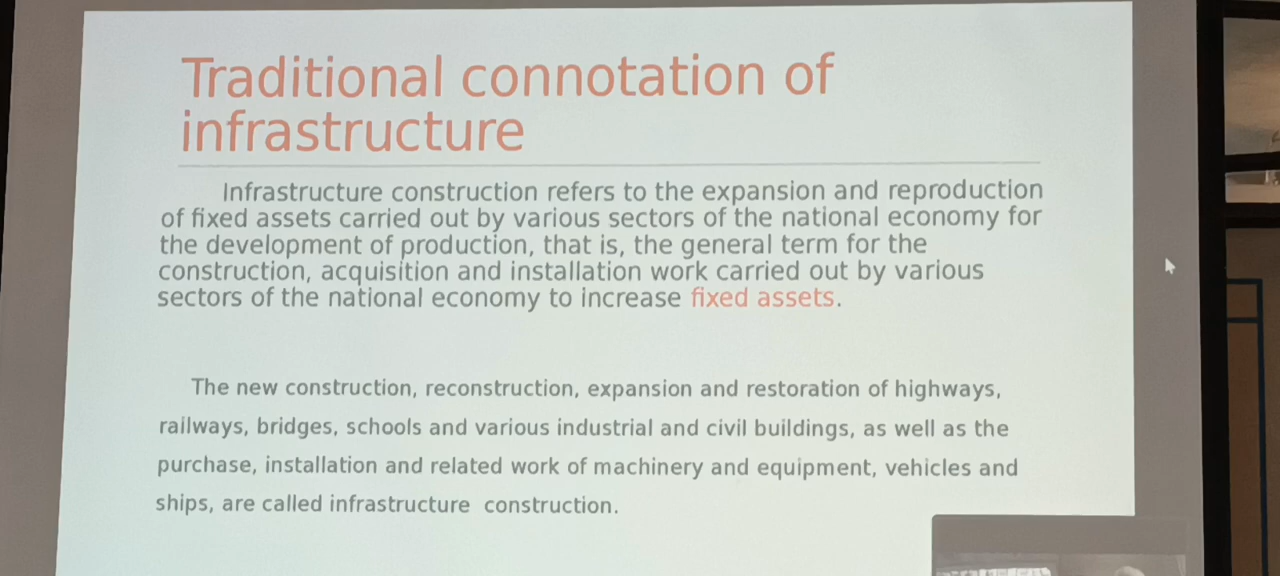 Traditional connotation of
infrastructure
Infrastructure construction refers to the expansion and reproduction
of fixed assets carried out by various sectors of the national economy for
the development of production, that is, the general term for the
construction, acquisition and installation work carried out by various
sectors of the national economy to increase fixed assets.
The new construction, reconstruction, expansion and restoration of highways,
railways, bridges, schools and various industrial and civil buildings, as well as the
purchase, installation and related work of machinery and equipment, vehicles and
ships, are called infrastructure construction.